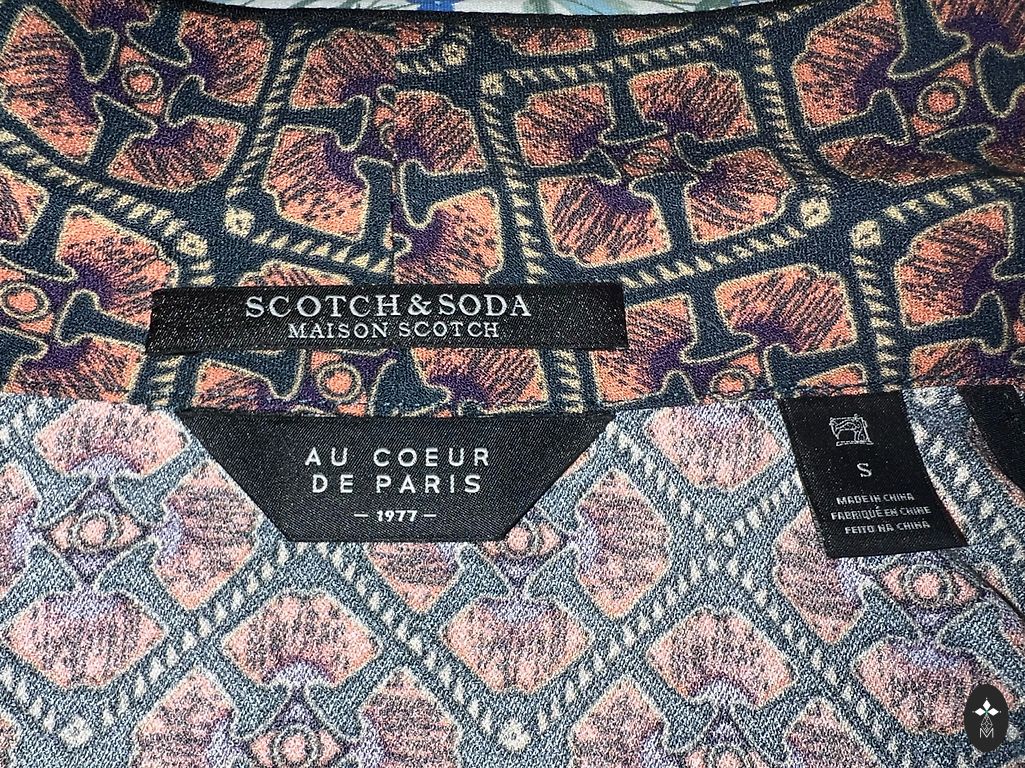 SCOTCH & SODA
MAISON SCOTCH
AU COEUR
DE PARIS
– 1977 –
S
MADE IN CHINA
FABRIQUÉ EN CHINE
FEITO NA CHINA
M